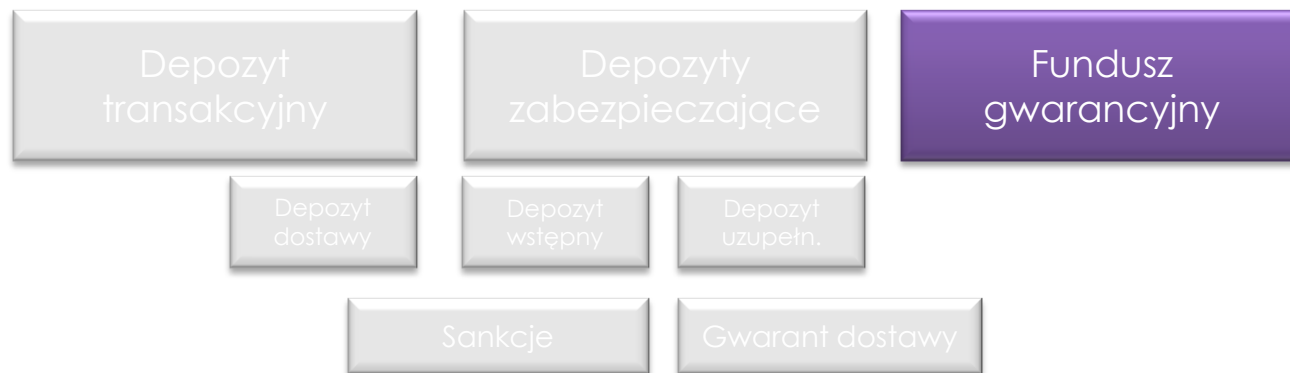 Depozyt
transakcyjny
Depozyty
zabezpieczające
Fundusz
gwarancyjny
Depozyt
dostawy
Depozyt
wstępny
Depozyt
uzupełn.
Sankcje
Gwarant dostawy